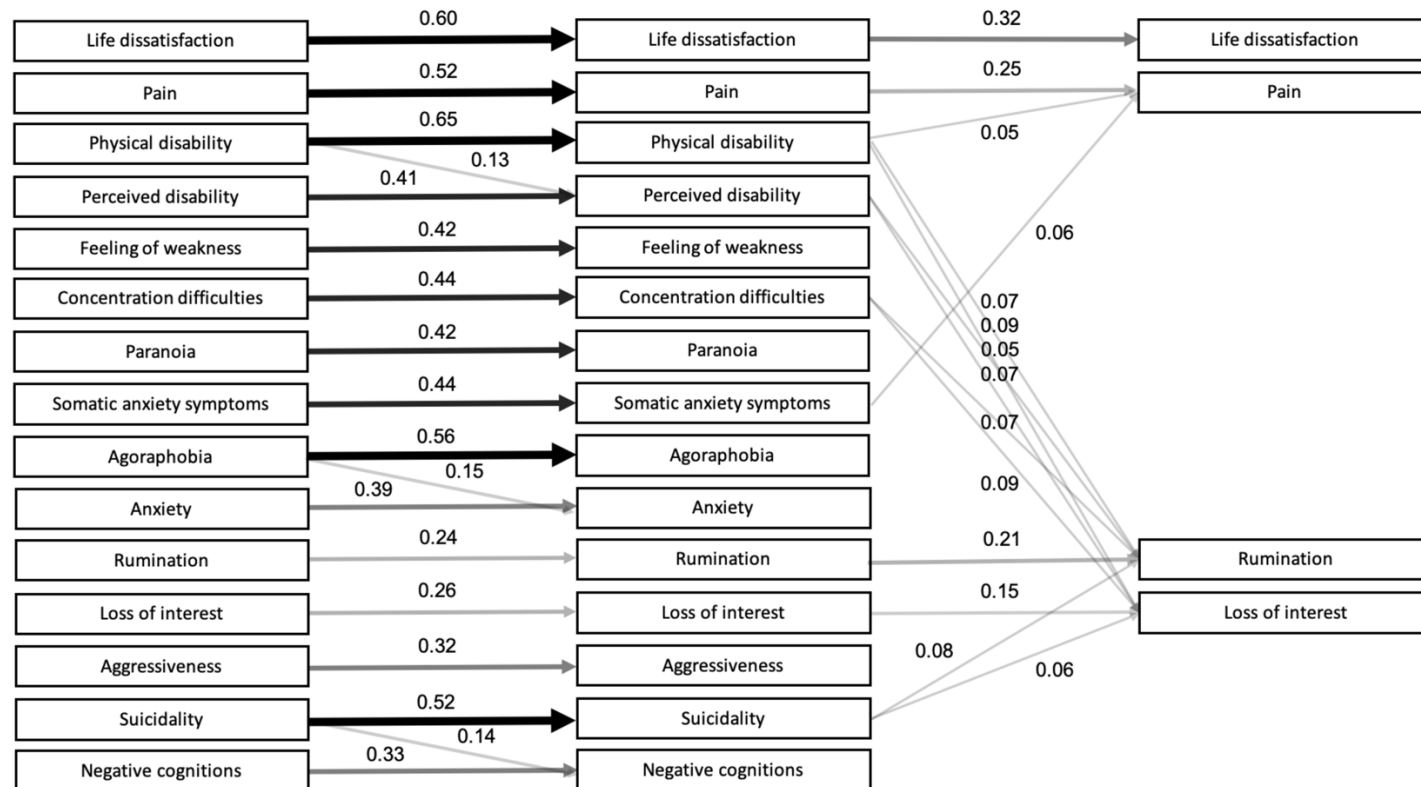 0.60 0.32
Life dissatisfaction Life dissatisfaction Life dissatisfaction
0.52 0.25
Pain Pain Pain
0.65 0.05
Physical disability Physical disability
0.13
0.41
Perceived disability Perceived disability
0.42 0.06
Feeling of weakness Feeling of weakness
0.44
Concentration difficulties Concentration difficulties
0.07
0.09
0.42 0.05
Paranoia Paranoia
0.07
0.44
Somatic anxiety symptoms Somatic anxiety symptoms
0.07
0.56
Agoraphobia Agoraphobia
0.15
0.39 0.09
Anxiety Anxiety
0.24 0.21
Rumination Rumination Rumination
0.26 0.15
Loss of interest Loss of interest Loss of interest
0.32 0.08
Aggressiveness Aggressiveness 0.06
0.52
Suicidality Suicidality
0.14
0.33
Negative cognitions Negative cognitions